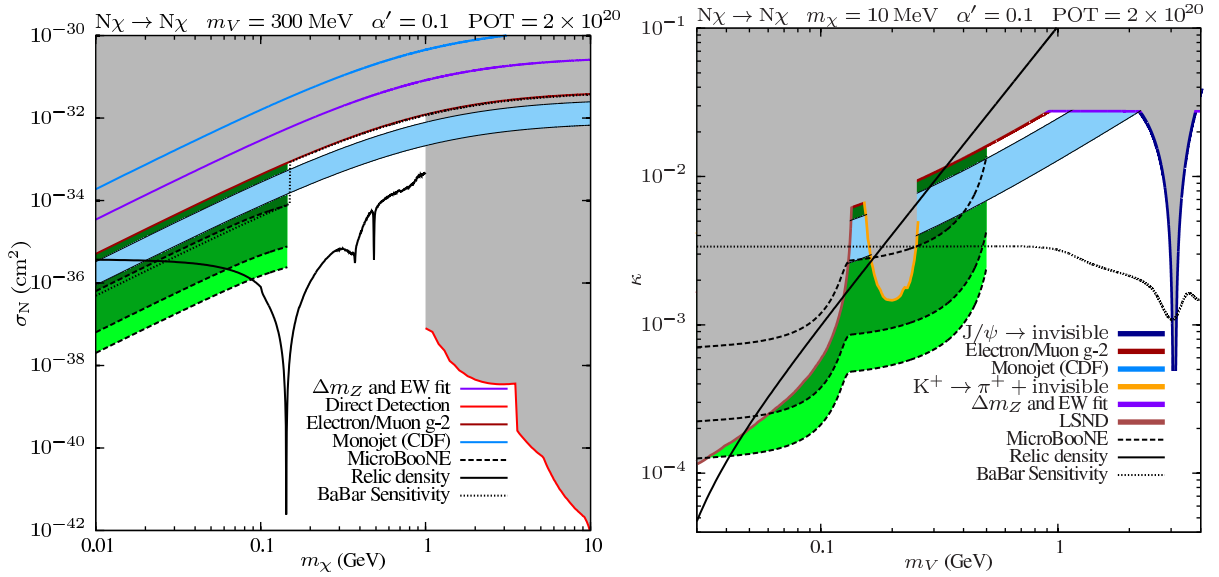 Nχ → Nχ   m_V = 300 MeV   α′ = 0.1   POT = 2 × 10^20
10^−30
10^−32
10^−34
10^−36
10^−38
10^−40
10^−42
σ_N (cm^2)
Δm_Z and EW fit
Direct Detection
Electron/Muon g-2
Monojet (CDF)
MicroBooNE
Relic density
BaBar Sensitivity
0.01 0.1 1 10
m_χ (GeV)
Nχ → Nχ   m_χ = 10 MeV   α′ = 0.1   POT = 2 × 10^20
10^−1
10^−2
10^−3
10^−4
κ
J/ψ → invisible
Electron/Muon g-2
Monojet (CDF)
K^+ → π^+ + invisible
Δm_Z and EW fit
LSND
MicroBooNE
Relic density
BaBar Sensitivity
0.1 1
m_V (GeV)